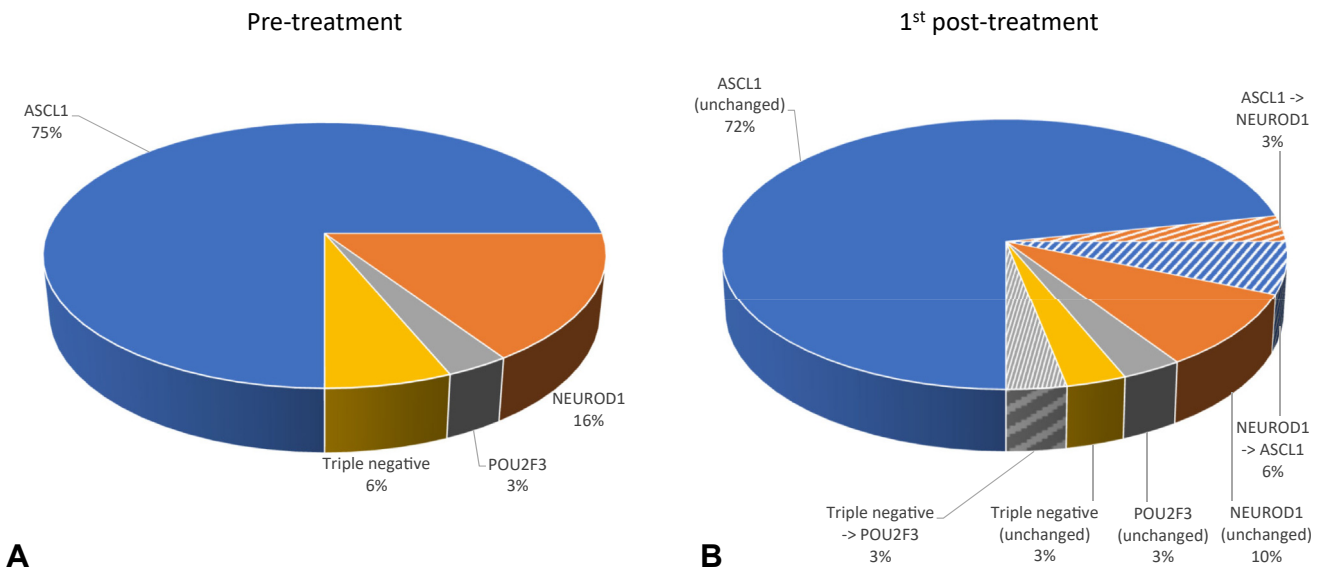 Pre-treatment
ASCL1
75%
NEUROD1
16%
POU2F3
3%
Triple negative
6%
A
1st post-treatment
ASCL1
(unchanged)
72%
ASCL1 ->
NEUROD1
3%
NEUROD1
-> ASCL1
6%
NEUROD1
(unchanged)
10%
POU2F3
(unchanged)
3%
Triple negative
(unchanged)
3%
Triple negative
-> POU2F3
3%
B